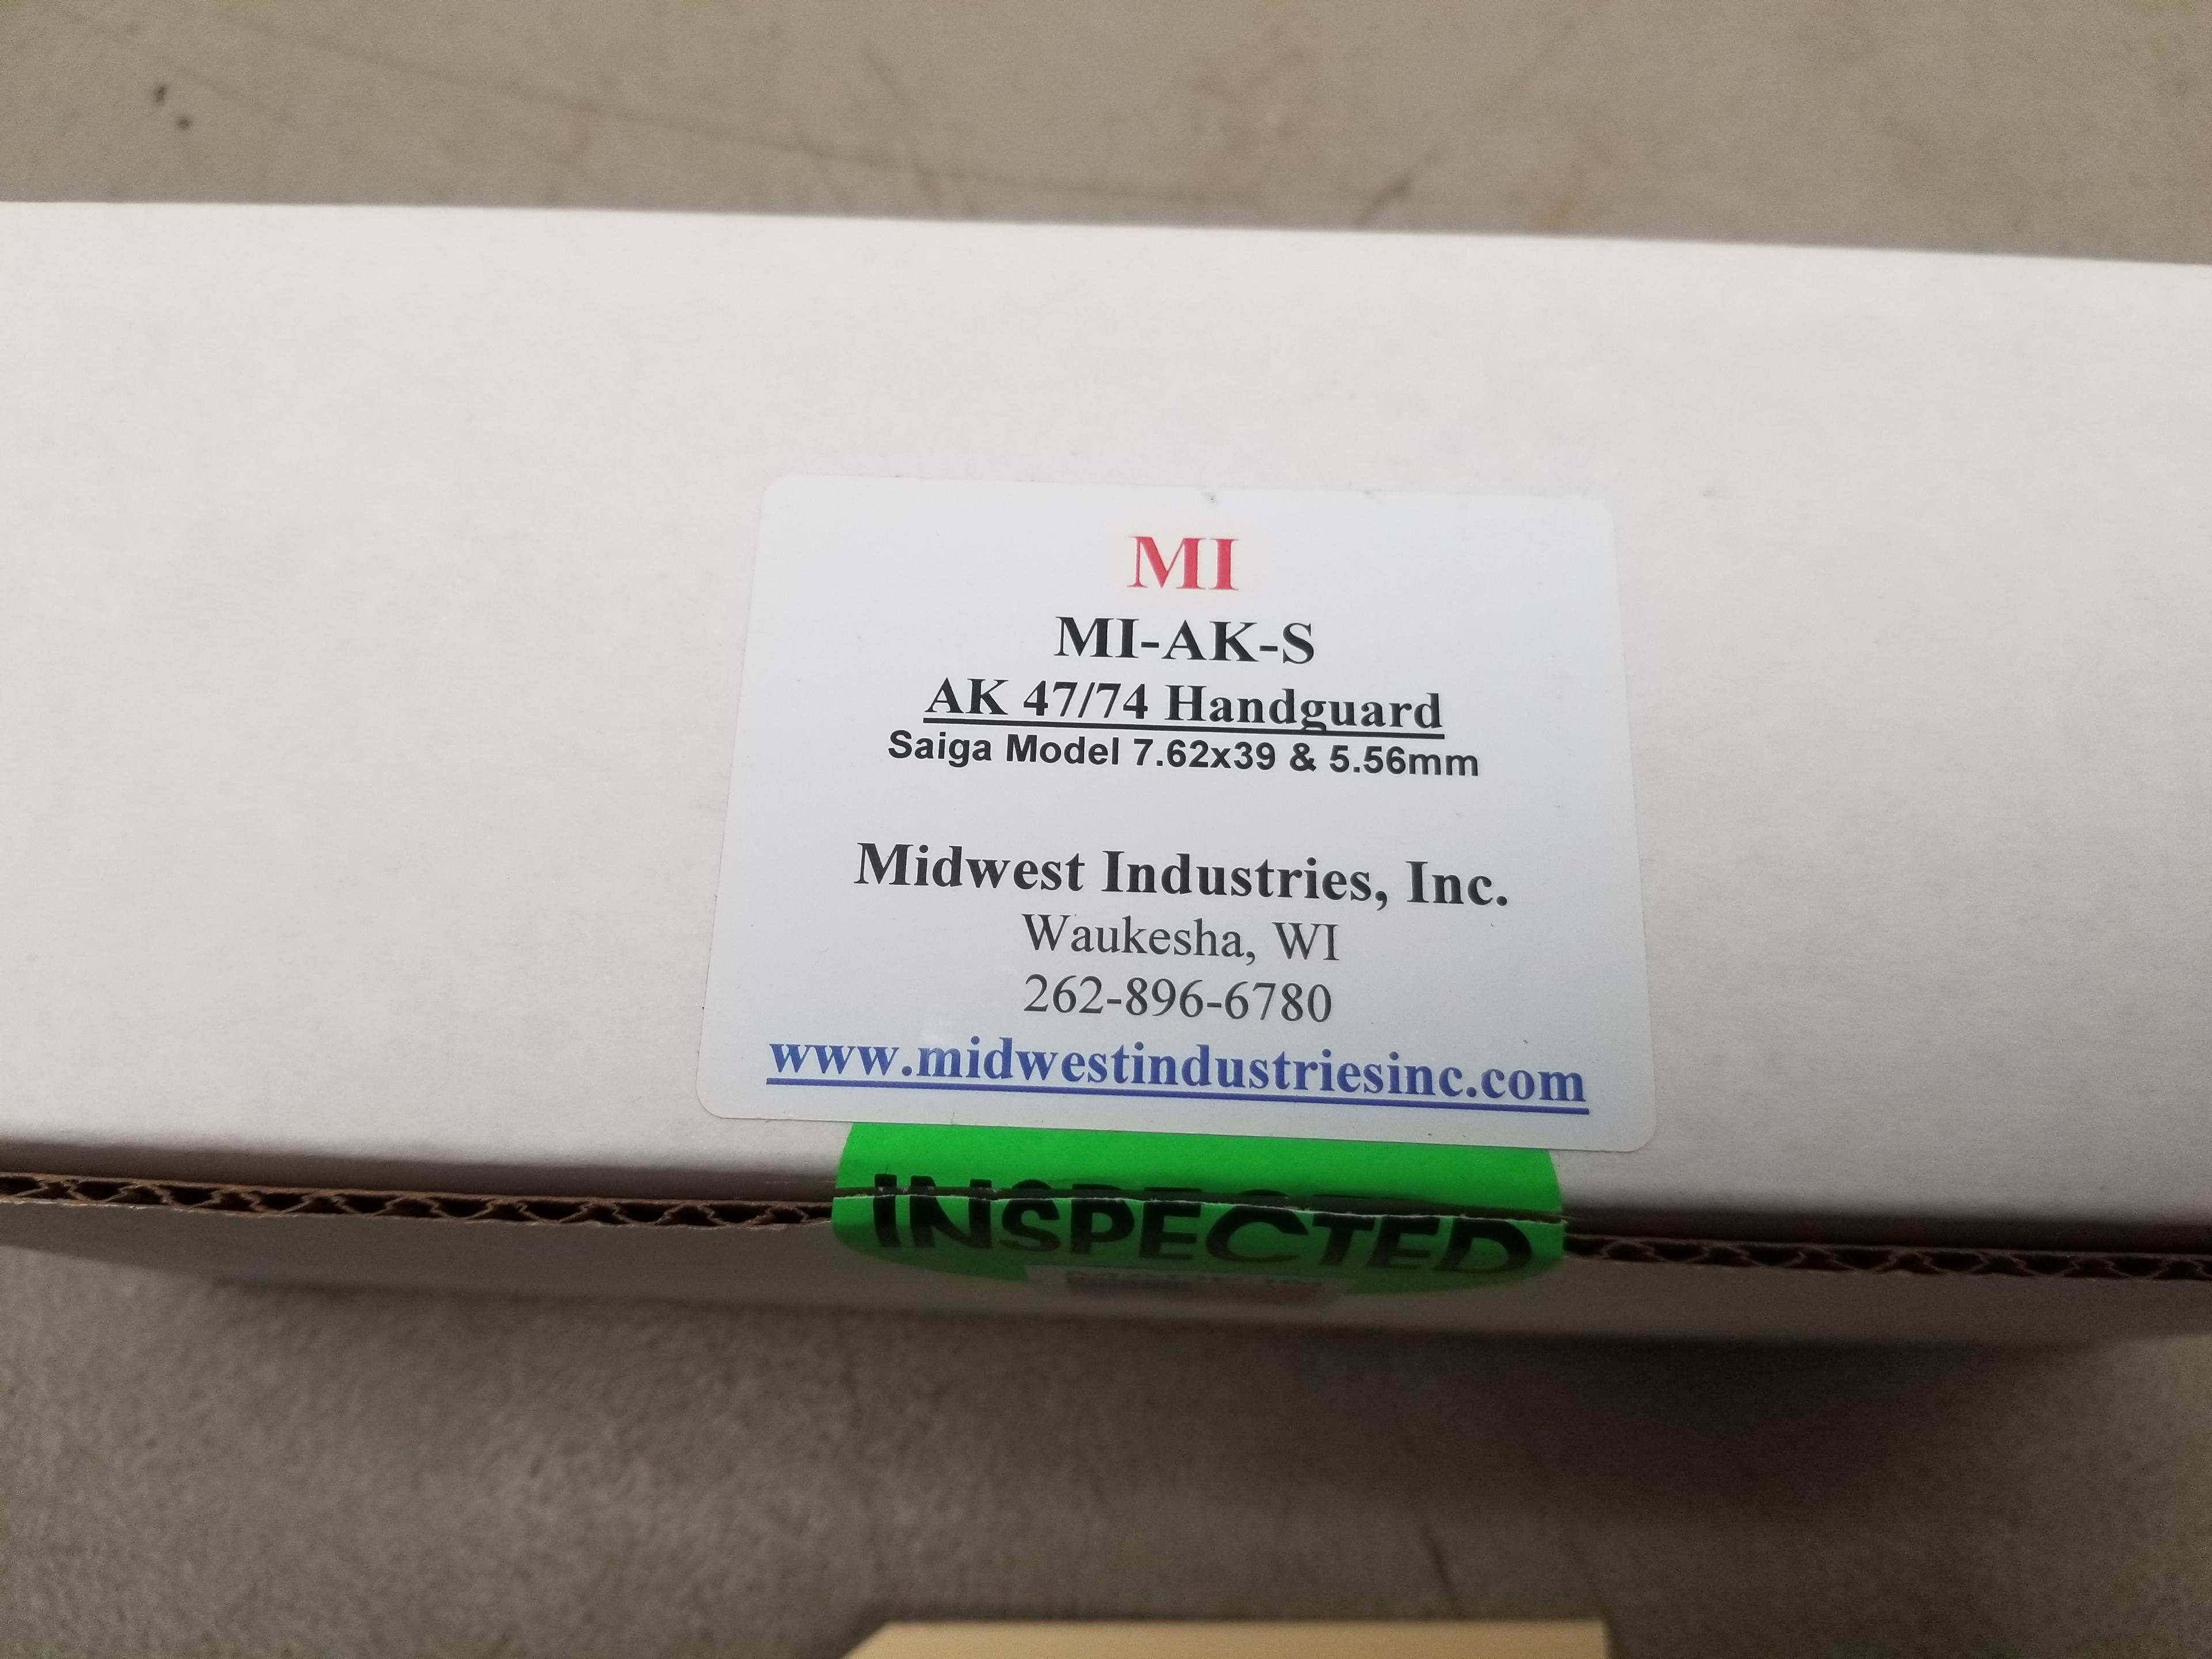 MI
MI-AK-S
AK 47/74 Handguard
Saiga Model 7.62x39 & 5.56mm
Midwest Industries, Inc.
Waukesha, WI
262-896-6780
www.midwestindustriesinc.com
INSPECTED